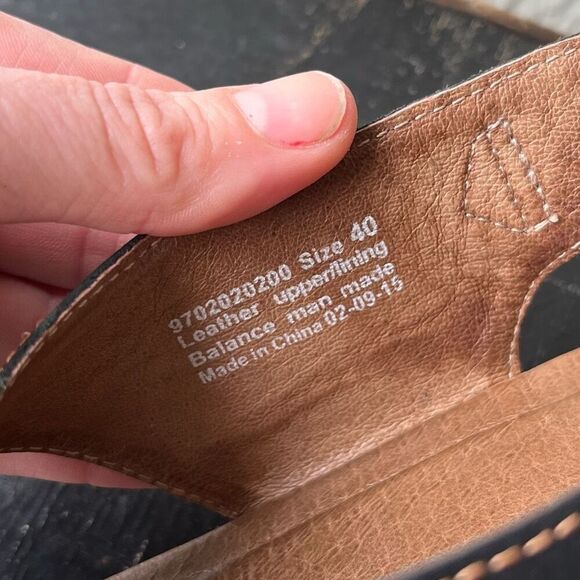 9702020200 Size 40
Leather upper/lining
Balance man made
Made in China 02-09-15